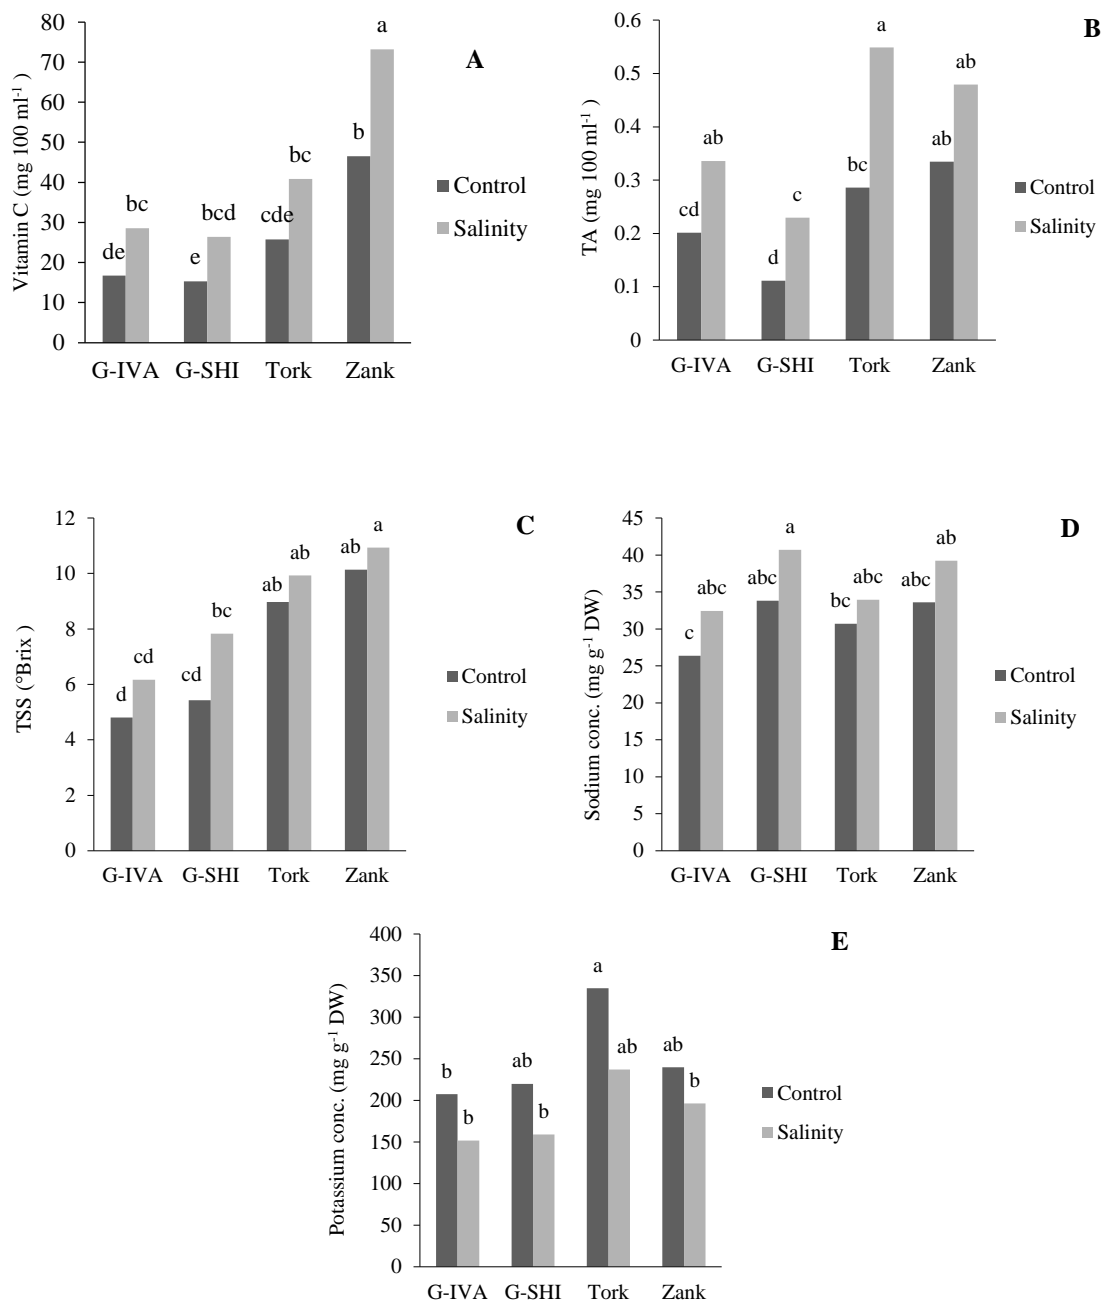 A
Vitamin C (mg 100 ml⁻¹ )
80
70
60
50
40
30
20
10
0
de
bc
e
bcd
cde
bc
b
a
G-IVA G-SHI Tork Zank
Control
Salinity
B
TA (mg 100 ml⁻¹)
0.6
0.5
0.4
0.3
0.2
0.1
0
cd
ab
d
c
bc
a
ab
ab
G-IVA G-SHI Tork Zank
Control
Salinity
C
TSS (°Brix )
12
10
8
6
4
2
0
d
cd
cd
bc
ab
ab
ab
a
G-IVA G-SHI Tork Zank
Control
Salinity
D
Sodium conc. (mg g⁻¹ DW)
45
40
35
30
25
20
15
10
5
0
c
abc
abc
a
bc
abc
abc
ab
G-IVA G-SHI Tork Zank
Control
Salinity
E
Potassium conc. (mg g⁻¹ DW)
400
350
300
250
200
150
100
50
0
b
b
ab
b
a
ab
ab
b
G-IVA G-SHI Tork Zank
Control
Salinity